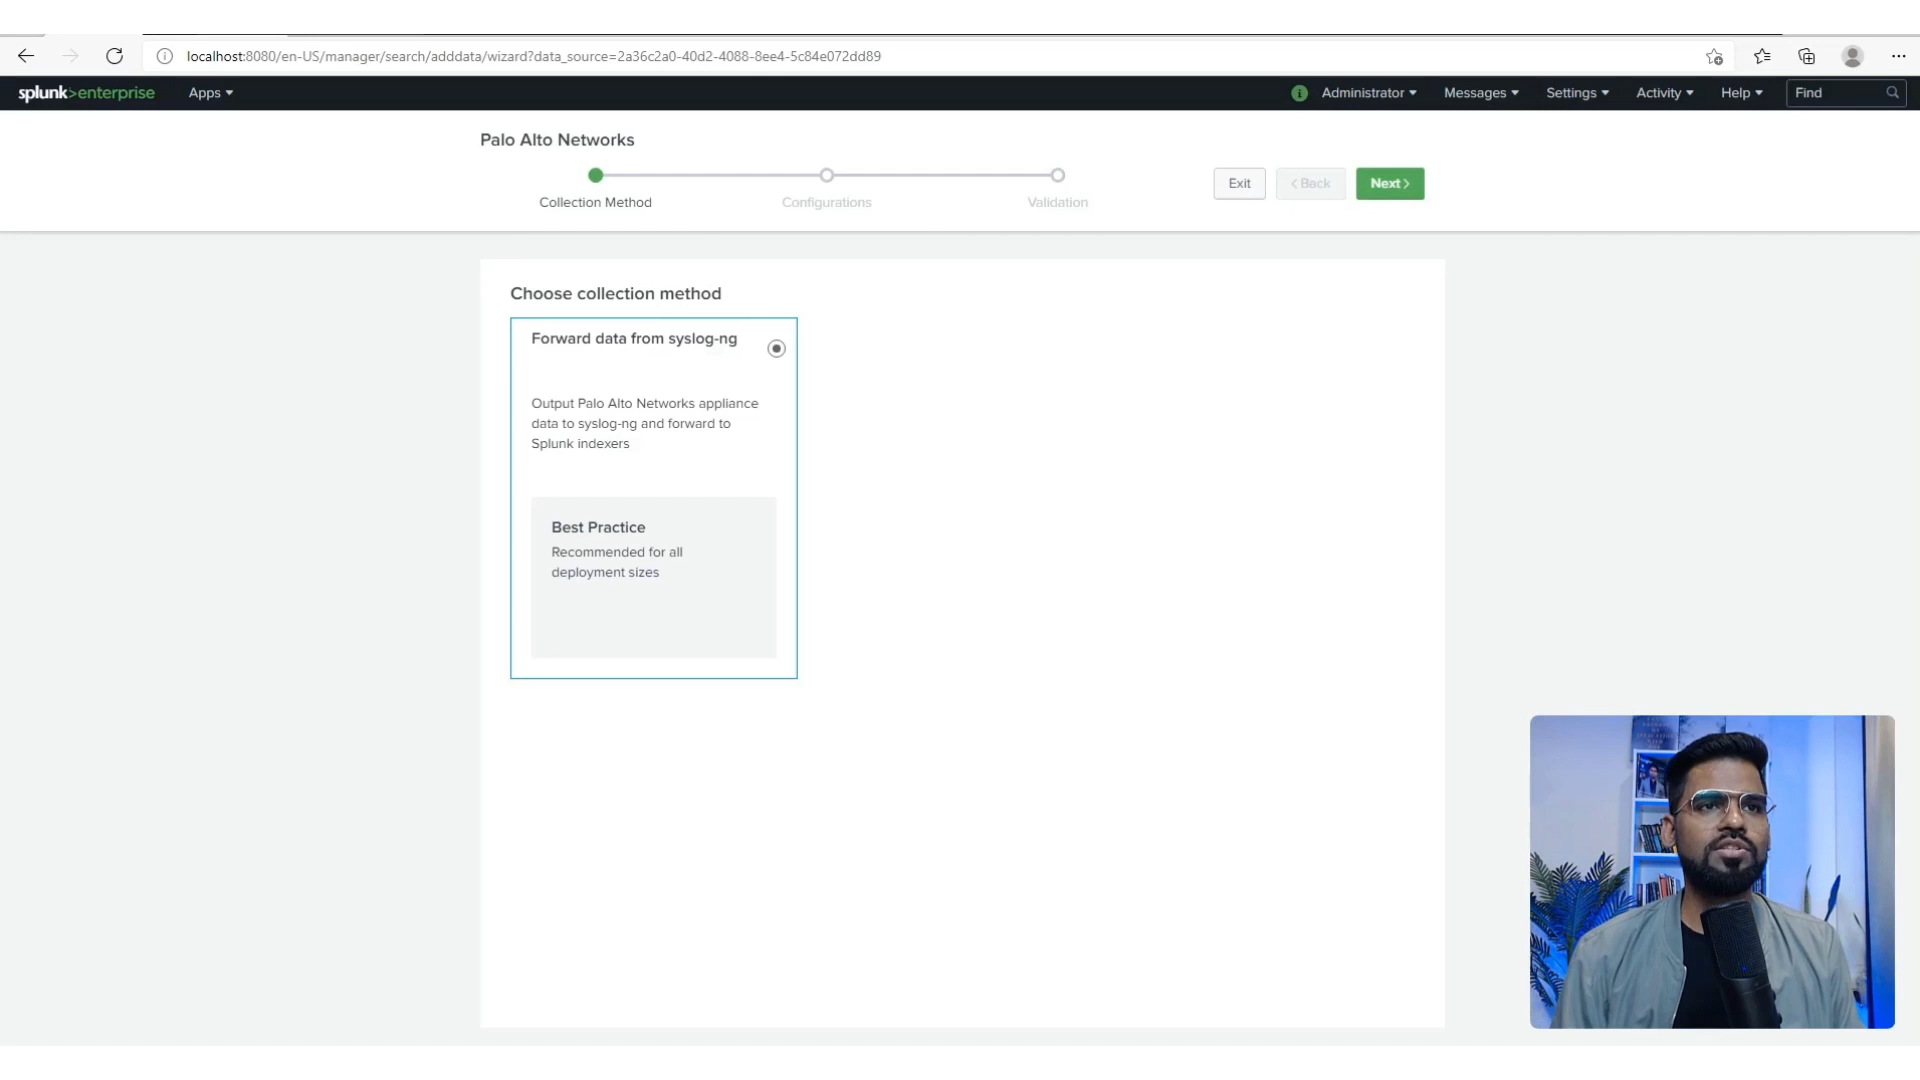 localhost:8080/en-US/manager/search/adddata/wizard?data_source=2a36c2a0-40d2-4088-8ee4-5c84e072dd89
splunk>enterprise Apps Administrator Messages Settings Activity Help Find
Palo Alto Networks
Exit Back Next
Collection Method Configurations Validation
Choose collection method
Forward data from syslog-ng
Output Palo Alto Networks appliance
data to syslog-ng and forward to
Splunk indexers
Best Practice
Recommended for all
deployment sizes